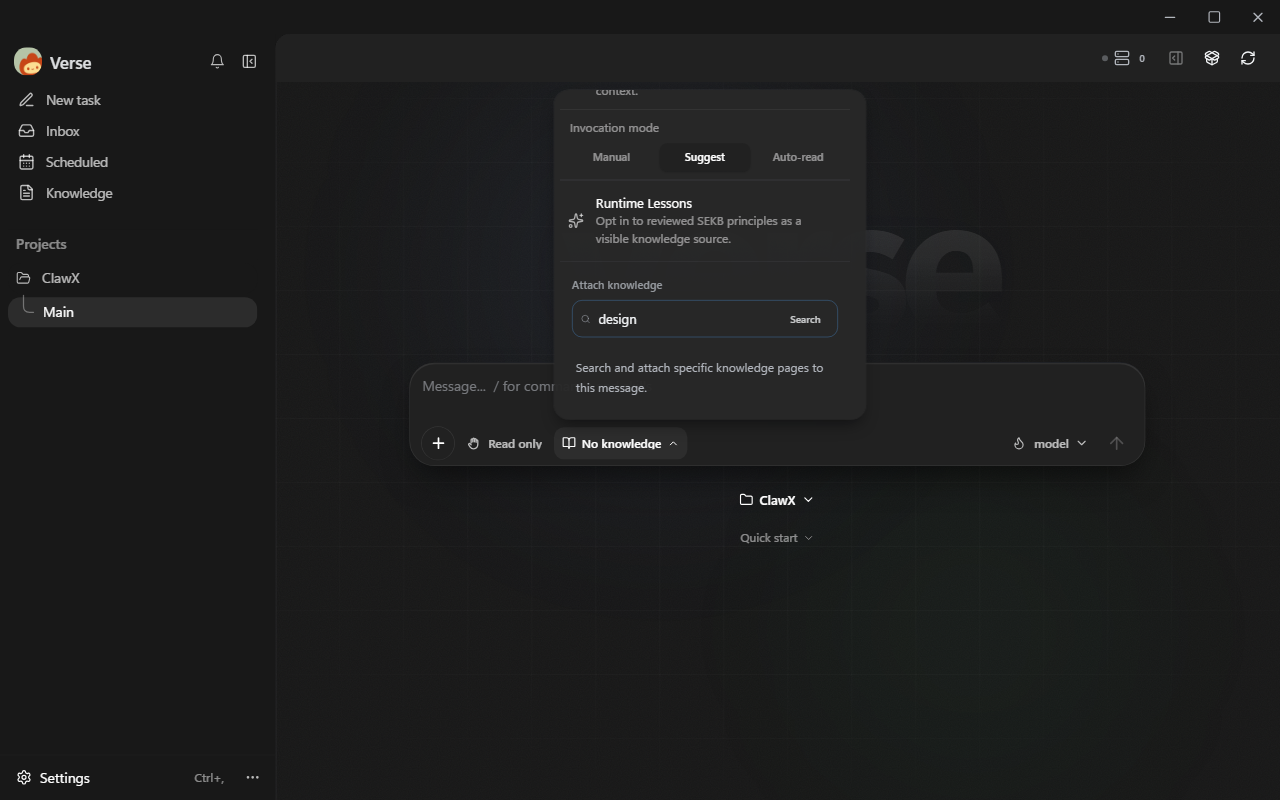 Verse
New task
Inbox
Scheduled
Knowledge
Projects
ClawX
Main
Settings
Ctrl+,
0
context.
Invocation mode
Manual
Suggest
Auto-read
Runtime Lessons
Opt in to reviewed SEKB principles as a
visible knowledge source.
Attach knowledge
design
Search
Search and attach specific knowledge pages to
this message.
se
Message... / for comm
Read only
No knowledge
model
ClawX
Quick start